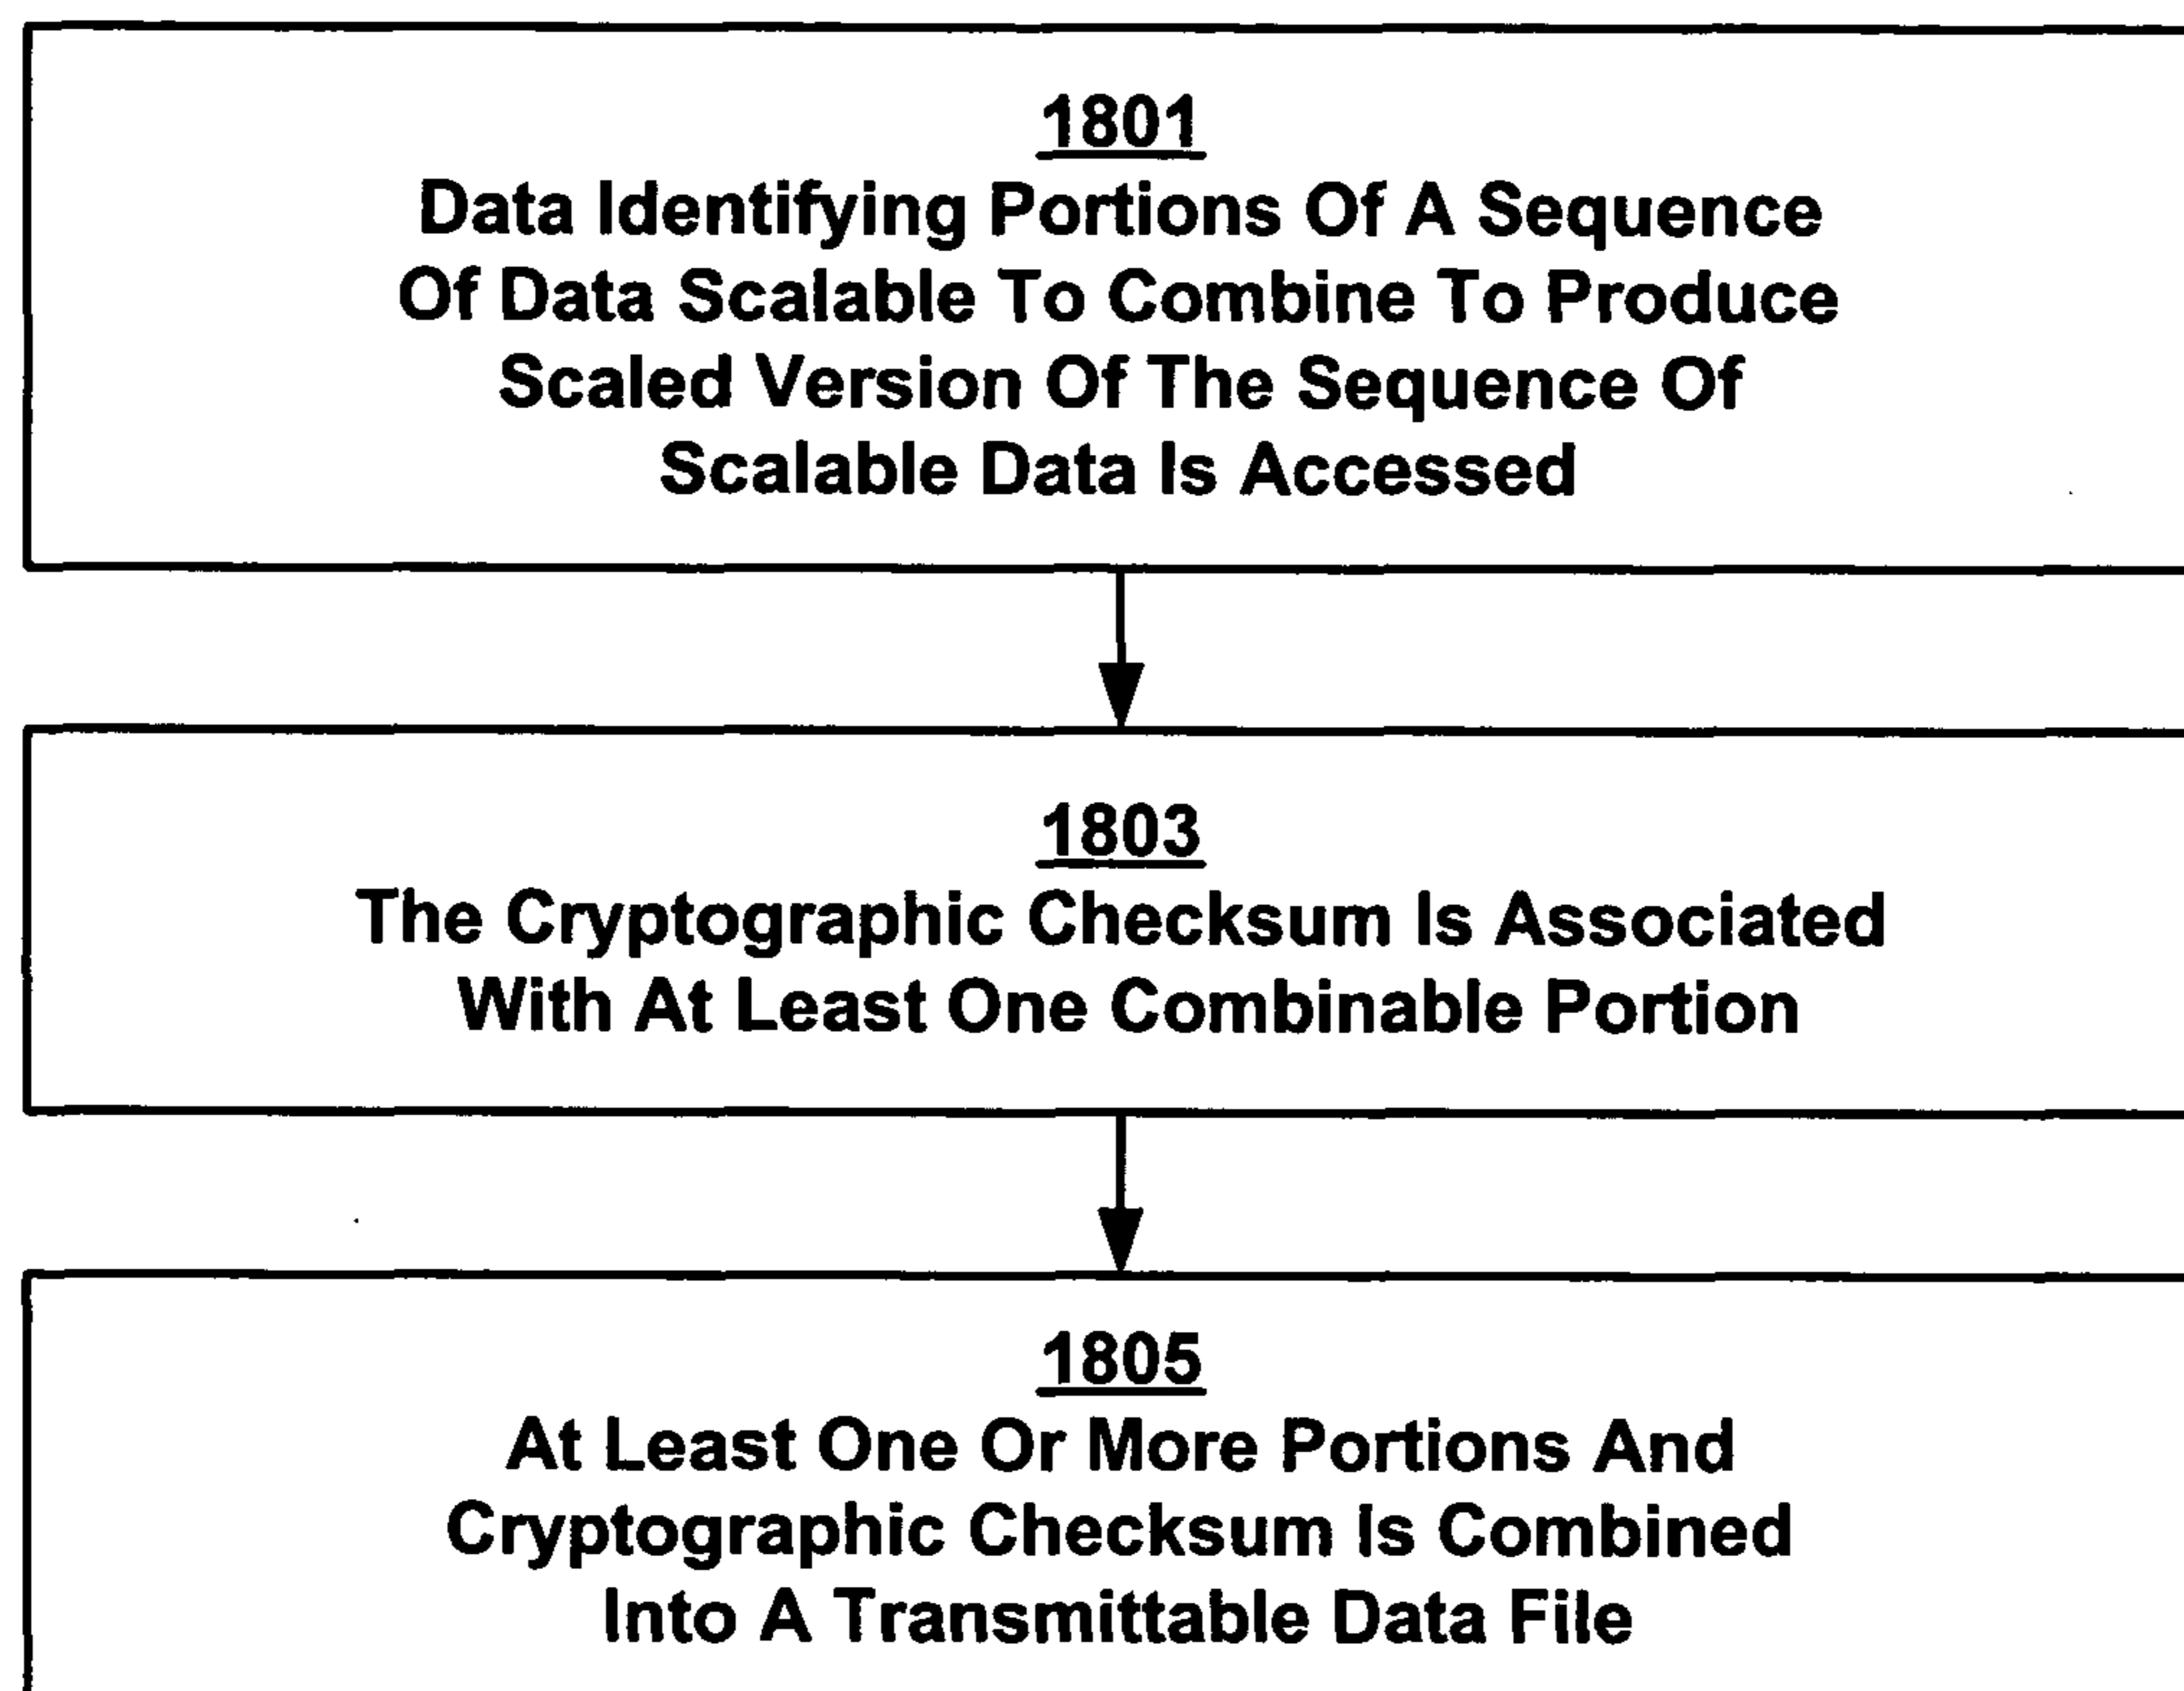 1801
Data Identifying Portions Of A Sequence
Of Data Scalable To Combine To Produce
Scaled Version Of The Sequence Of
Scalable Data Is Accessed
1803
The Cryptographic Checksum Is Associated
With At Least One Combinable Portion
1805
At Least One Or More Portions And
Cryptographic Checksum Is Combined
Into A Transmittable Data File